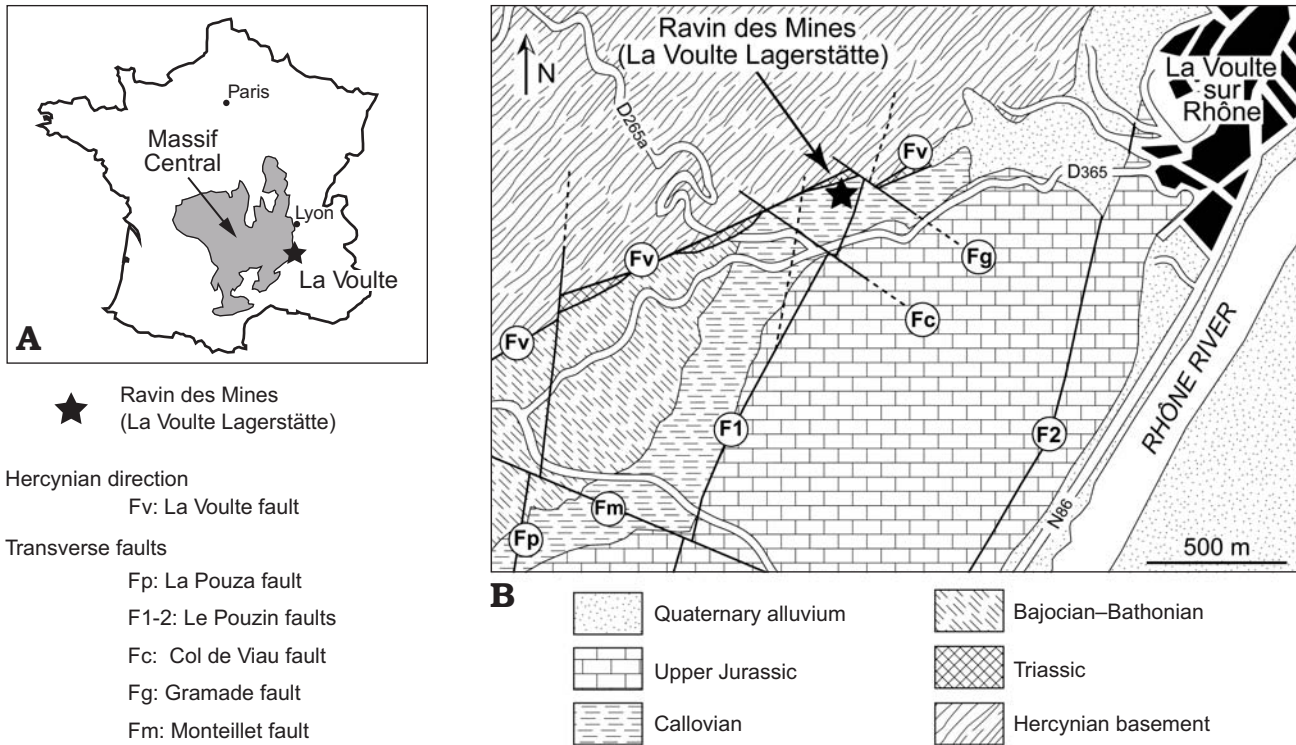 Paris
Massif
Central
Lyon
La Voulte
A
Ravin des Mines
(La Voulte Lagerstätte)
Hercynian direction
Fv: La Voulte fault
Transverse faults
Fp: La Pouza fault
F1-2: Le Pouzin faults
Fc: Col de Viau fault
Fg: Gramade fault
Fm: Monteillet fault
Ravin des Mines
(La Voulte Lagerstätte)
N
La Voulte
sur
Rhône
D265a
Fv
D365
Fv
Fg
Fc
Fv
F1
F2
RHÔNE RIVER
Fm
N86
Fp
500 m
B
Quaternary alluvium
Upper Jurassic
Callovian
Bajocian–Bathonian
Triassic
Hercynian basement